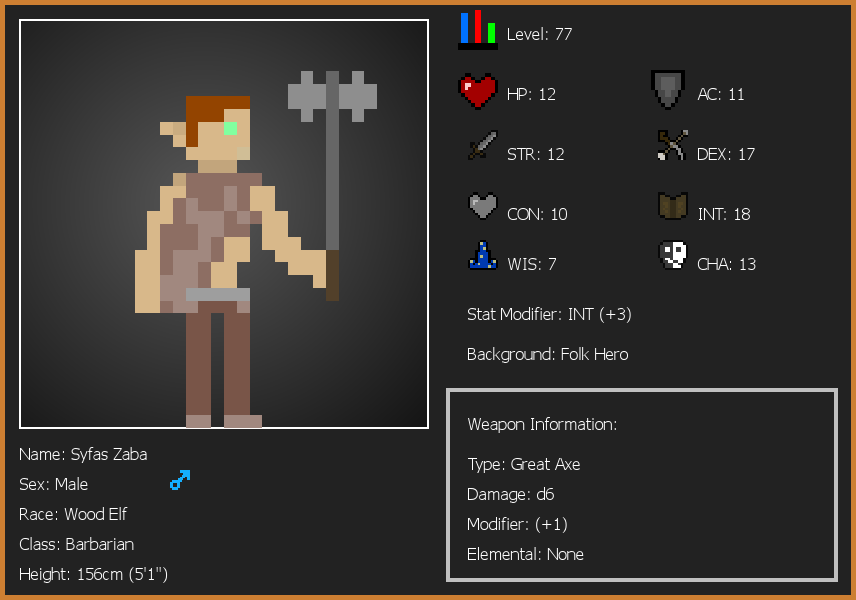 Level: 77
HP: 12
AC: 11
STR: 12
DEX: 17
CON: 10
INT: 18
WIS: 7
CHA: 13
Stat Modifier: INT (+3)
Background: Folk Hero
Weapon Information:
Type: Great Axe
Damage: d6
Modifier: (+1)
Elemental: None
Name: Syfas Zaba
Sex: Male
Race: Wood Elf
Class: Barbarian
Height: 156cm (5'1")